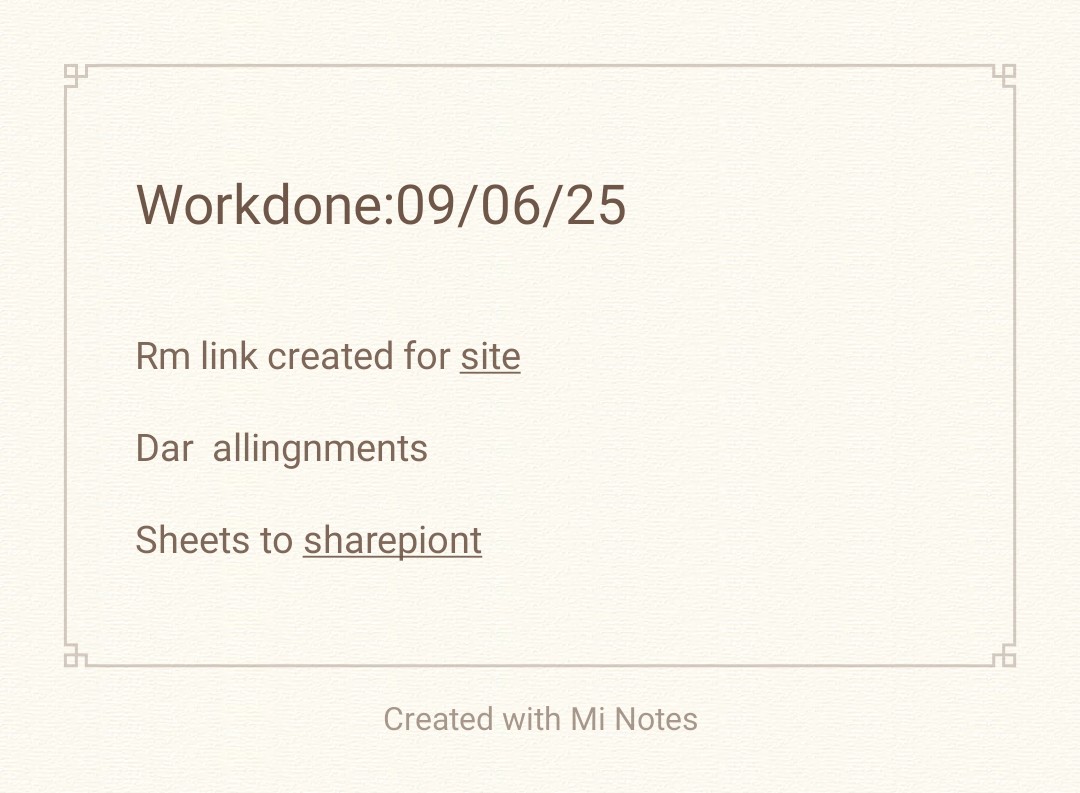 Workdone:09/06/25
Rm link created for site
Dar  allingnments
Sheets to sharepiont
Created with Mi Notes